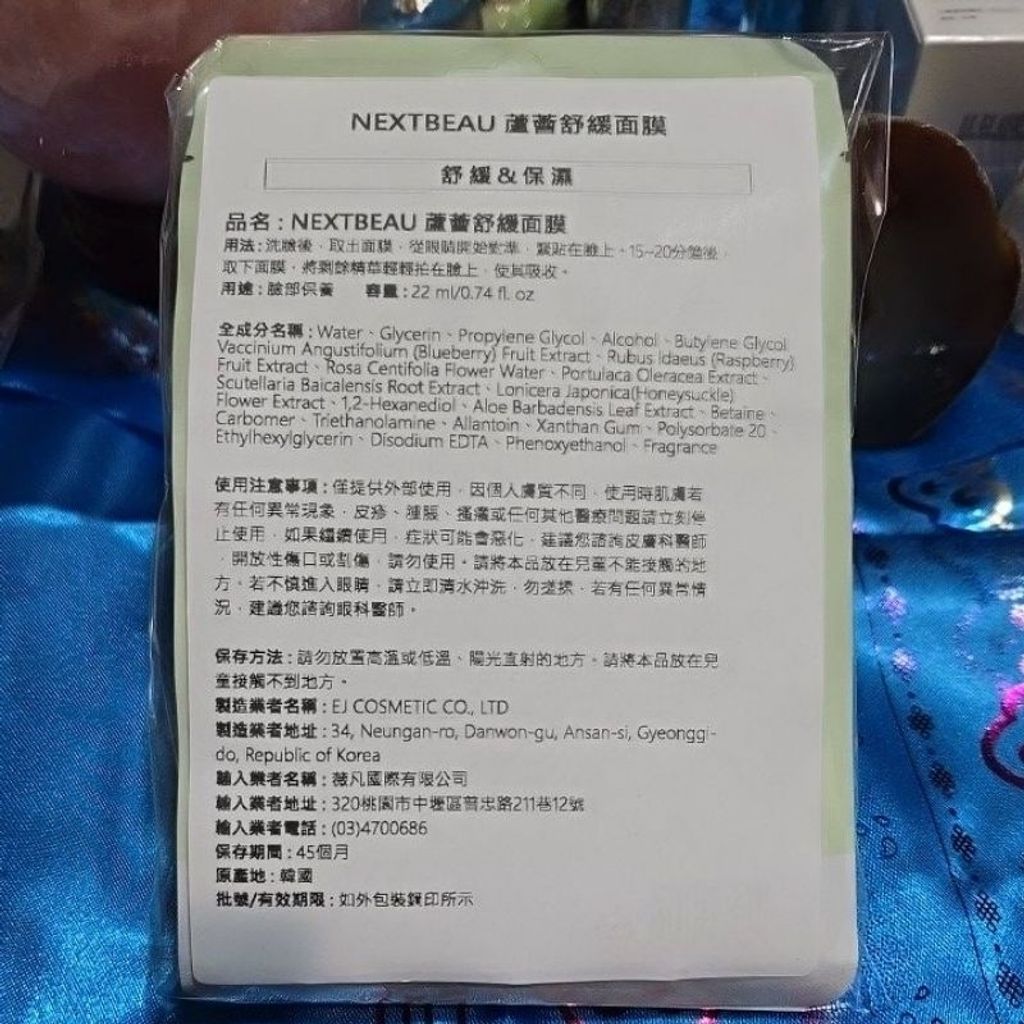 NEXTBEAU 蘆薈舒緩面膜
舒緩&保濕
品名:NEXTBEAU 蘆薈舒緩面膜
用法:洗臉後,取出面膜,從眼睛開始對準,緊貼在臉上。15~20分鐘後,
取下面膜,將剩餘精華輕輕拍在臉上,使其吸收。
用途:臉部保養 容量:22 ml/0.74 fl. oz
全成分名稱:Water、Glycerin、Propylene Glycol、Alcohol、Butylene Glycol
Vaccinium Angustifolium (Blueberry) Fruit Extract、Rubus Idaeus (Raspberry)
Fruit Extract、Rosa Centifolia Flower Water、Portulaca Oleracea Extract、
Scutellaria Baicalensis Root Extract、Lonicera Japonica(Honeysuckle)
Flower Extract、1,2-Hexanediol、Aloe Barbadensis Leaf Extract、Betaine、
Carbomer、Triethanolamine、Allantoin、Xanthan Gum、Polysorbate 20、
Ethylhexylglycerin、Disodium EDTA、Phenoxyethanol、Fragrance
使用注意事項:僅提供外部使用,因個人膚質不同,使用時肌膚若
有任何異常現象,皮疹、腫脹、搔癢或任何其他醫療問題請立刻停
止使用,如果繼續使用,症狀可能會惡化,建議您諮詢皮膚科醫師
,開放性傷口或割傷,請勿使用。請將本品放在兒童不能接觸的地
方。若不慎進入眼睛,請立即清水沖洗,勿搓揉,若有任何異常情
況,建議您諮詢眼科醫師。
保存方法:請勿放置高溫或低溫、陽光直射的地方。請將本品放在兒
童接觸不到地方。
製造業者名稱:EJ COSMETIC CO., LTD
製造業者地址:34, Neungan-ro, Danwon-gu, Ansan-si, Gyeonggi-
do, Republic of Korea
輸入業者名稱:薇凡國際有限公司
輸入業者地址:320桃園市中壢區普忠路211巷12號
輸入業者電話:(03)4700686
保存期間:45個月
原產地:韓國
批號/有效期限:如外包裝鋼印所示